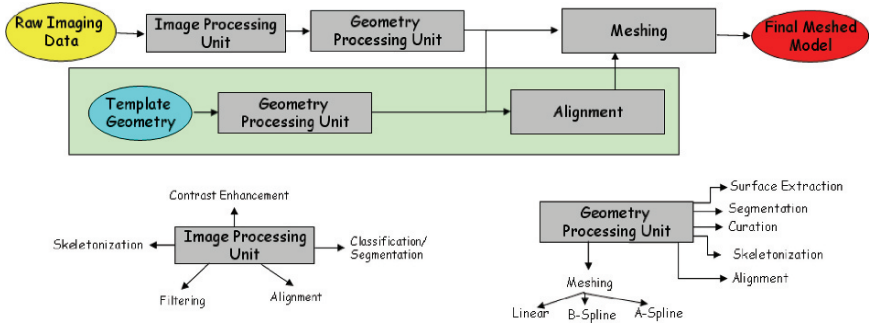 Raw Imaging
Data
Image Processing
Unit
Geometry
Processing Unit
Meshing
Final Meshed
Model
Template
Geometry
Geometry
Processing Unit
Alignment
Contrast Enhancement
Skeletonization
Image Processing
Unit
Classification/
Segmentation
Filtering
Alignment
Geometry
Processing Unit
Surface Extraction
Segmentation
Curation
Skeletonization
Alignment
Meshing
Linear
B-Spline
A-Spline